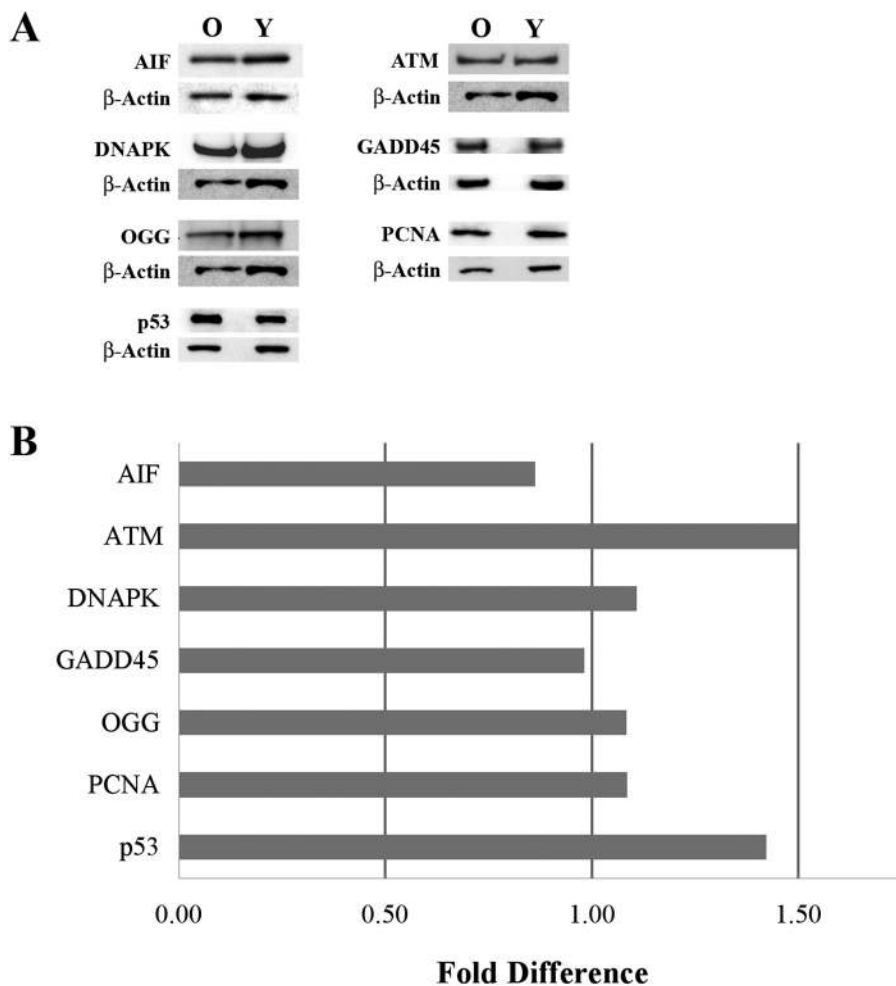 A
O Y
AIF
β-Actin
DNAPK
β-Actin
OGG
β-Actin
p53
β-Actin
O Y
ATM
β-Actin
GADD45
β-Actin
PCNA
β-Actin
B
AIF
ATM
DNAPK
GADD45
OGG
PCNA
p53
0.00 0.50 1.00 1.50
Fold Difference